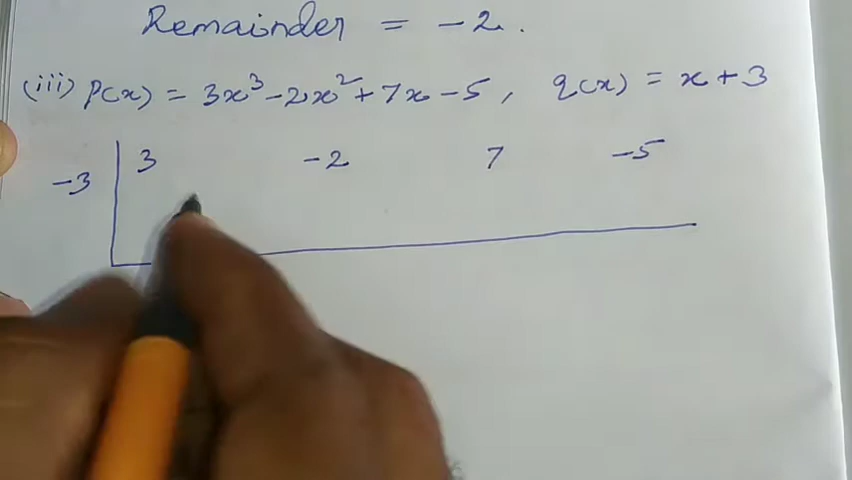 Remainder = -2.
(iii) p(x) = 3x³-2x²+7x-5, q(x) = x+3
-3 | 3 -2 7 -5